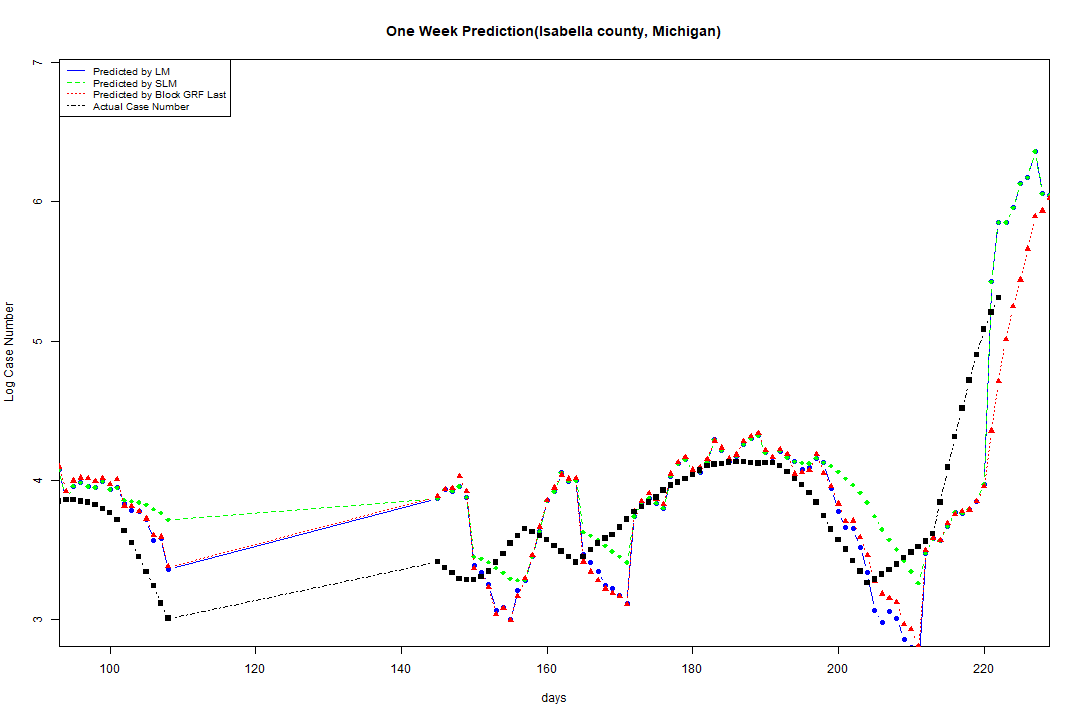 One Week Prediction(Isabella county, Michigan)
Predicted by LM
Predicted by SLM
Predicted by Block GRF Last
Actual Case Number
7
6
5
4
3
Log Case Number
100 120 140 160 180 200 220
days